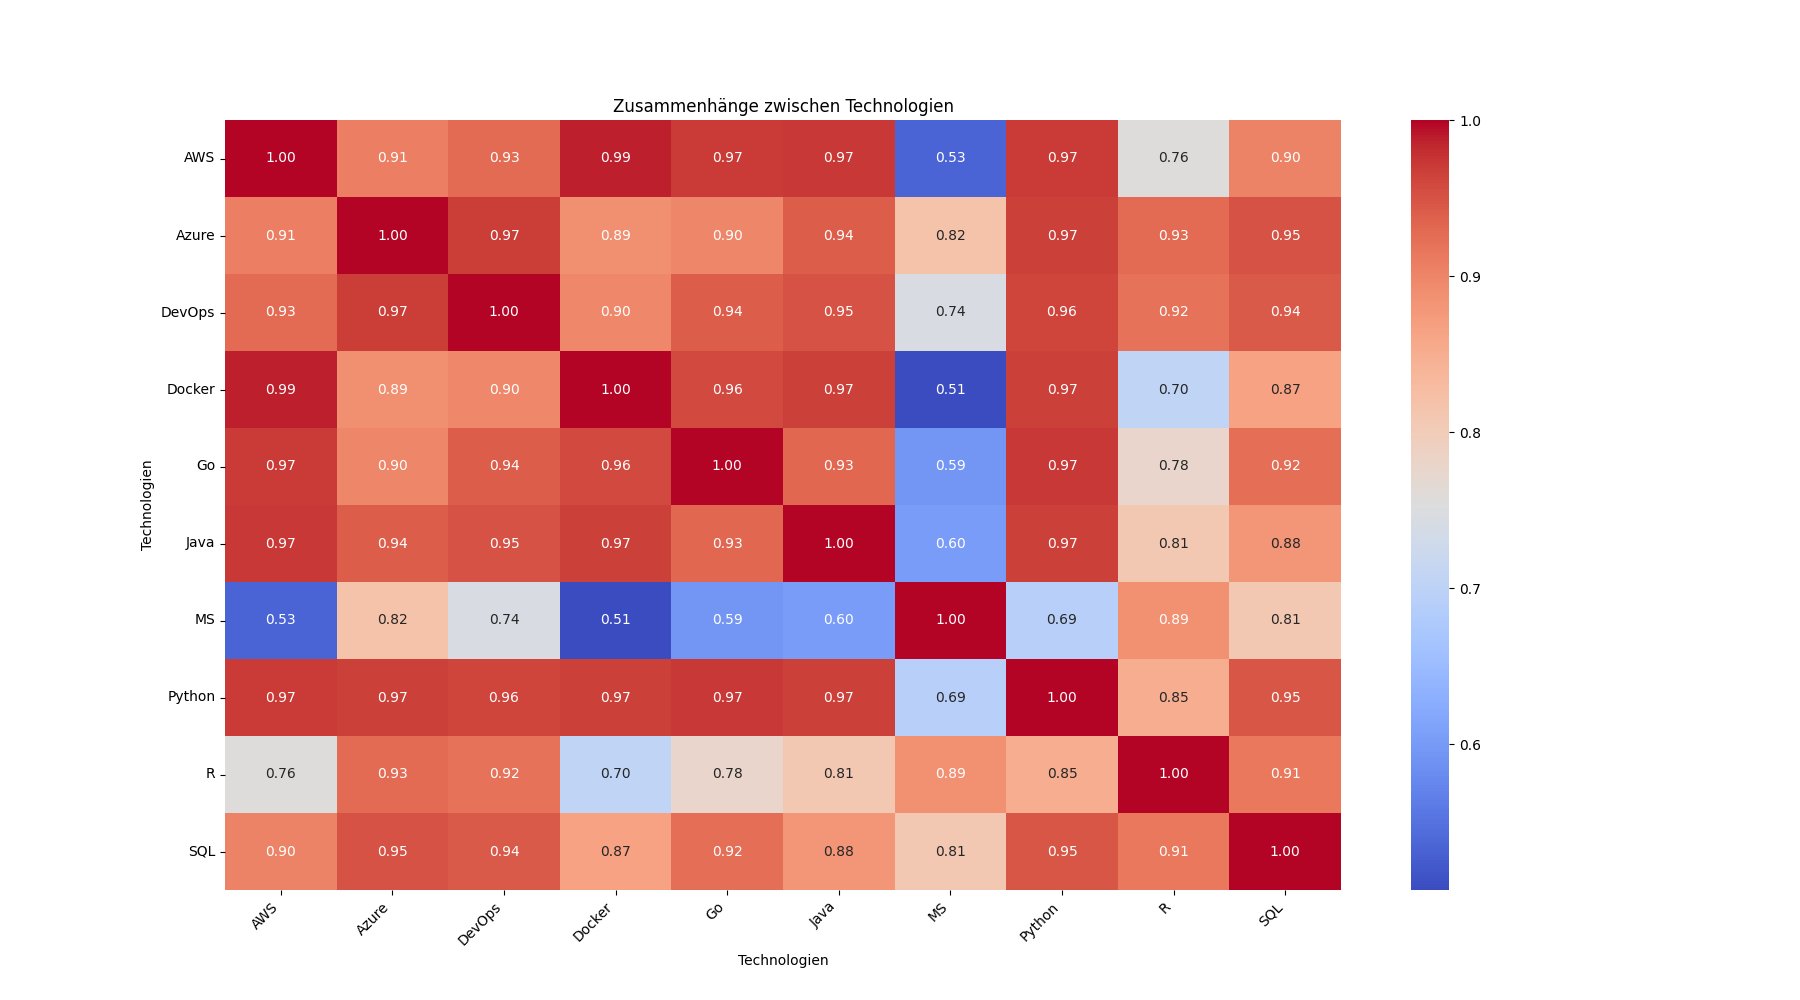 Zusammenhänge zwischen Technologien
AWS 1.00 0.91 0.93 0.99 0.97 0.97 0.53 0.97 0.76 0.90
Azure 0.91 1.00 0.97 0.89 0.90 0.94 0.82 0.97 0.93 0.95
DevOps 0.93 0.97 1.00 0.90 0.94 0.95 0.74 0.96 0.92 0.94
Docker 0.99 0.89 0.90 1.00 0.96 0.97 0.51 0.97 0.70 0.87
Go 0.97 0.90 0.94 0.96 1.00 0.93 0.59 0.97 0.78 0.92
Java 0.97 0.94 0.95 0.97 0.93 1.00 0.60 0.97 0.81 0.88
MS 0.53 0.82 0.74 0.51 0.59 0.60 1.00 0.69 0.89 0.81
Python 0.97 0.97 0.96 0.97 0.97 0.97 0.69 1.00 0.85 0.95
R 0.76 0.93 0.92 0.70 0.78 0.81 0.89 0.85 1.00 0.91
SQL 0.90 0.95 0.94 0.87 0.92 0.88 0.81 0.95 0.91 1.00
AWS Azure DevOps Docker Go Java MS Python R SQL
Technologien
Technologien
1.0
0.9
0.8
0.7
0.6